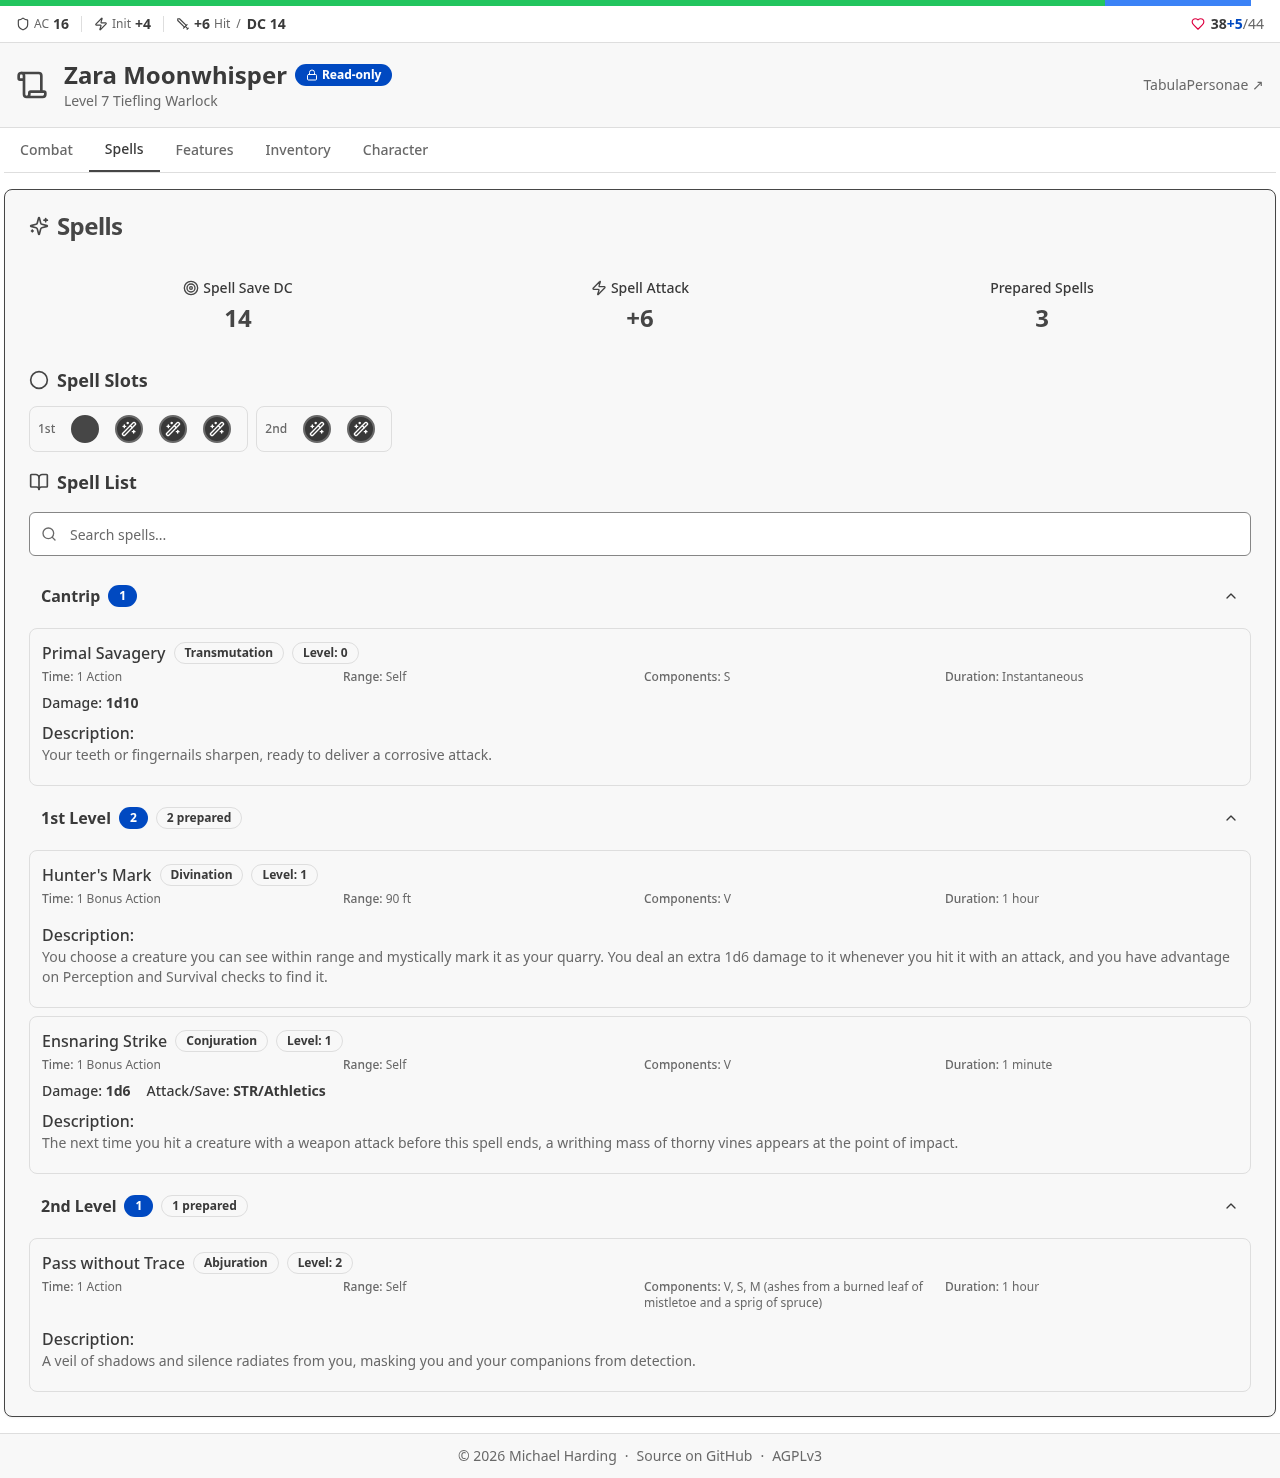 AC 16 Init +4 +6 Hit / DC 14 38+5/44
Zara Moonwhisper Read-only
Level 7 Tiefling Warlock
TabulaPersonae ↗
Combat Spells Features Inventory Character
Spells
Spell Save DC Spell Attack Prepared Spells
14 +6 3
Spell Slots
1st 2nd
Spell List
Search spells...
Cantrip 1
Primal Savagery Transmutation Level: 0
Time: 1 Action Range: Self Components: S Duration: Instantaneous
Damage: 1d10
Description:
Your teeth or fingernails sharpen, ready to deliver a corrosive attack.
1st Level 2 2 prepared
Hunter's Mark Divination Level: 1
Time: 1 Bonus Action Range: 90 ft Components: V Duration: 1 hour
Description:
You choose a creature you can see within range and mystically mark it as your quarry. You deal an extra 1d6 damage to it whenever you hit it with an attack, and you have advantage
on Perception and Survival checks to find it.
Ensnaring Strike Conjuration Level: 1
Time: 1 Bonus Action Range: Self Components: V Duration: 1 minute
Damage: 1d6 Attack/Save: STR/Athletics
Description:
The next time you hit a creature with a weapon attack before this spell ends, a writhing mass of thorny vines appears at the point of impact.
2nd Level 1 1 prepared
Pass without Trace Abjuration Level: 2
Time: 1 Action Range: Self Components: V, S, M (ashes from a burned leaf of Duration: 1 hour
mistletoe and a sprig of spruce)
Description:
A veil of shadows and silence radiates from you, masking you and your companions from detection.
© 2026 Michael Harding · Source on GitHub · AGPLv3